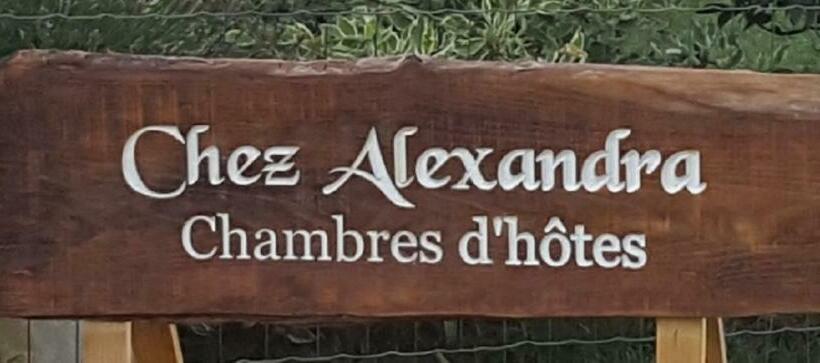 Chez Alexandra
Chambres d'hôtes